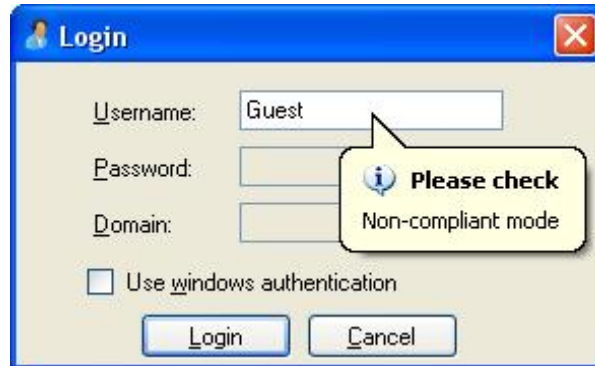 Login
Username: Guest
Password:
Please check
Domain:
Non-compliant mode
Use windows authentication
Login Cancel